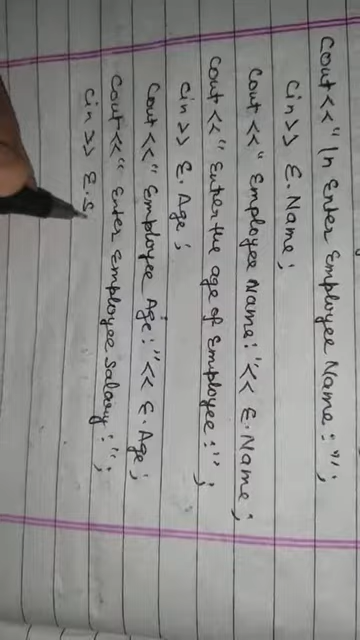 Cout<<"In Enter Employee Name: ";
Cin>> E.Name;
Cout <<" Employee Name: "<< E.Name;
Cout <<" Enter the age of Employee: ";
Cin>> E.Age;
Cout <<" Employee Age: "<< E.Age;
Cout <<" Enter Employee Salary: ";
Cin>> E.S